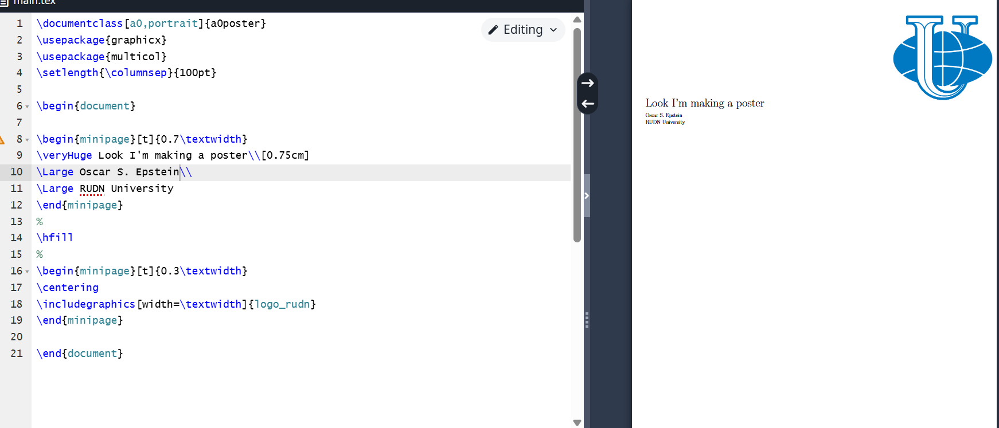 main.tex
1 \documentclass[a0,portrait]{a0poster}
2 \usepackage{graphicx}
3 \usepackage{multicol}
4 \setlength{\columnsep}{100pt}
5
6 \begin{document}
7
8 \begin{minipage}[t]{0.7\textwidth}
9 \veryHuge Look I'm making a poster\\[0.75cm]
10 \Large Oscar S. Epstein\\
11 \Large RUDN University
12 \end{minipage}
13 %
14 \hfill
15 %
16 \begin{minipage}[t]{0.3\textwidth}
17 \centering
18 \includegraphics[width=\textwidth]{logo_rudn}
19 \end{minipage}
20
21 \end{document}
Editing
Look I'm making a poster
Oscar S. Epstein
RUDN University